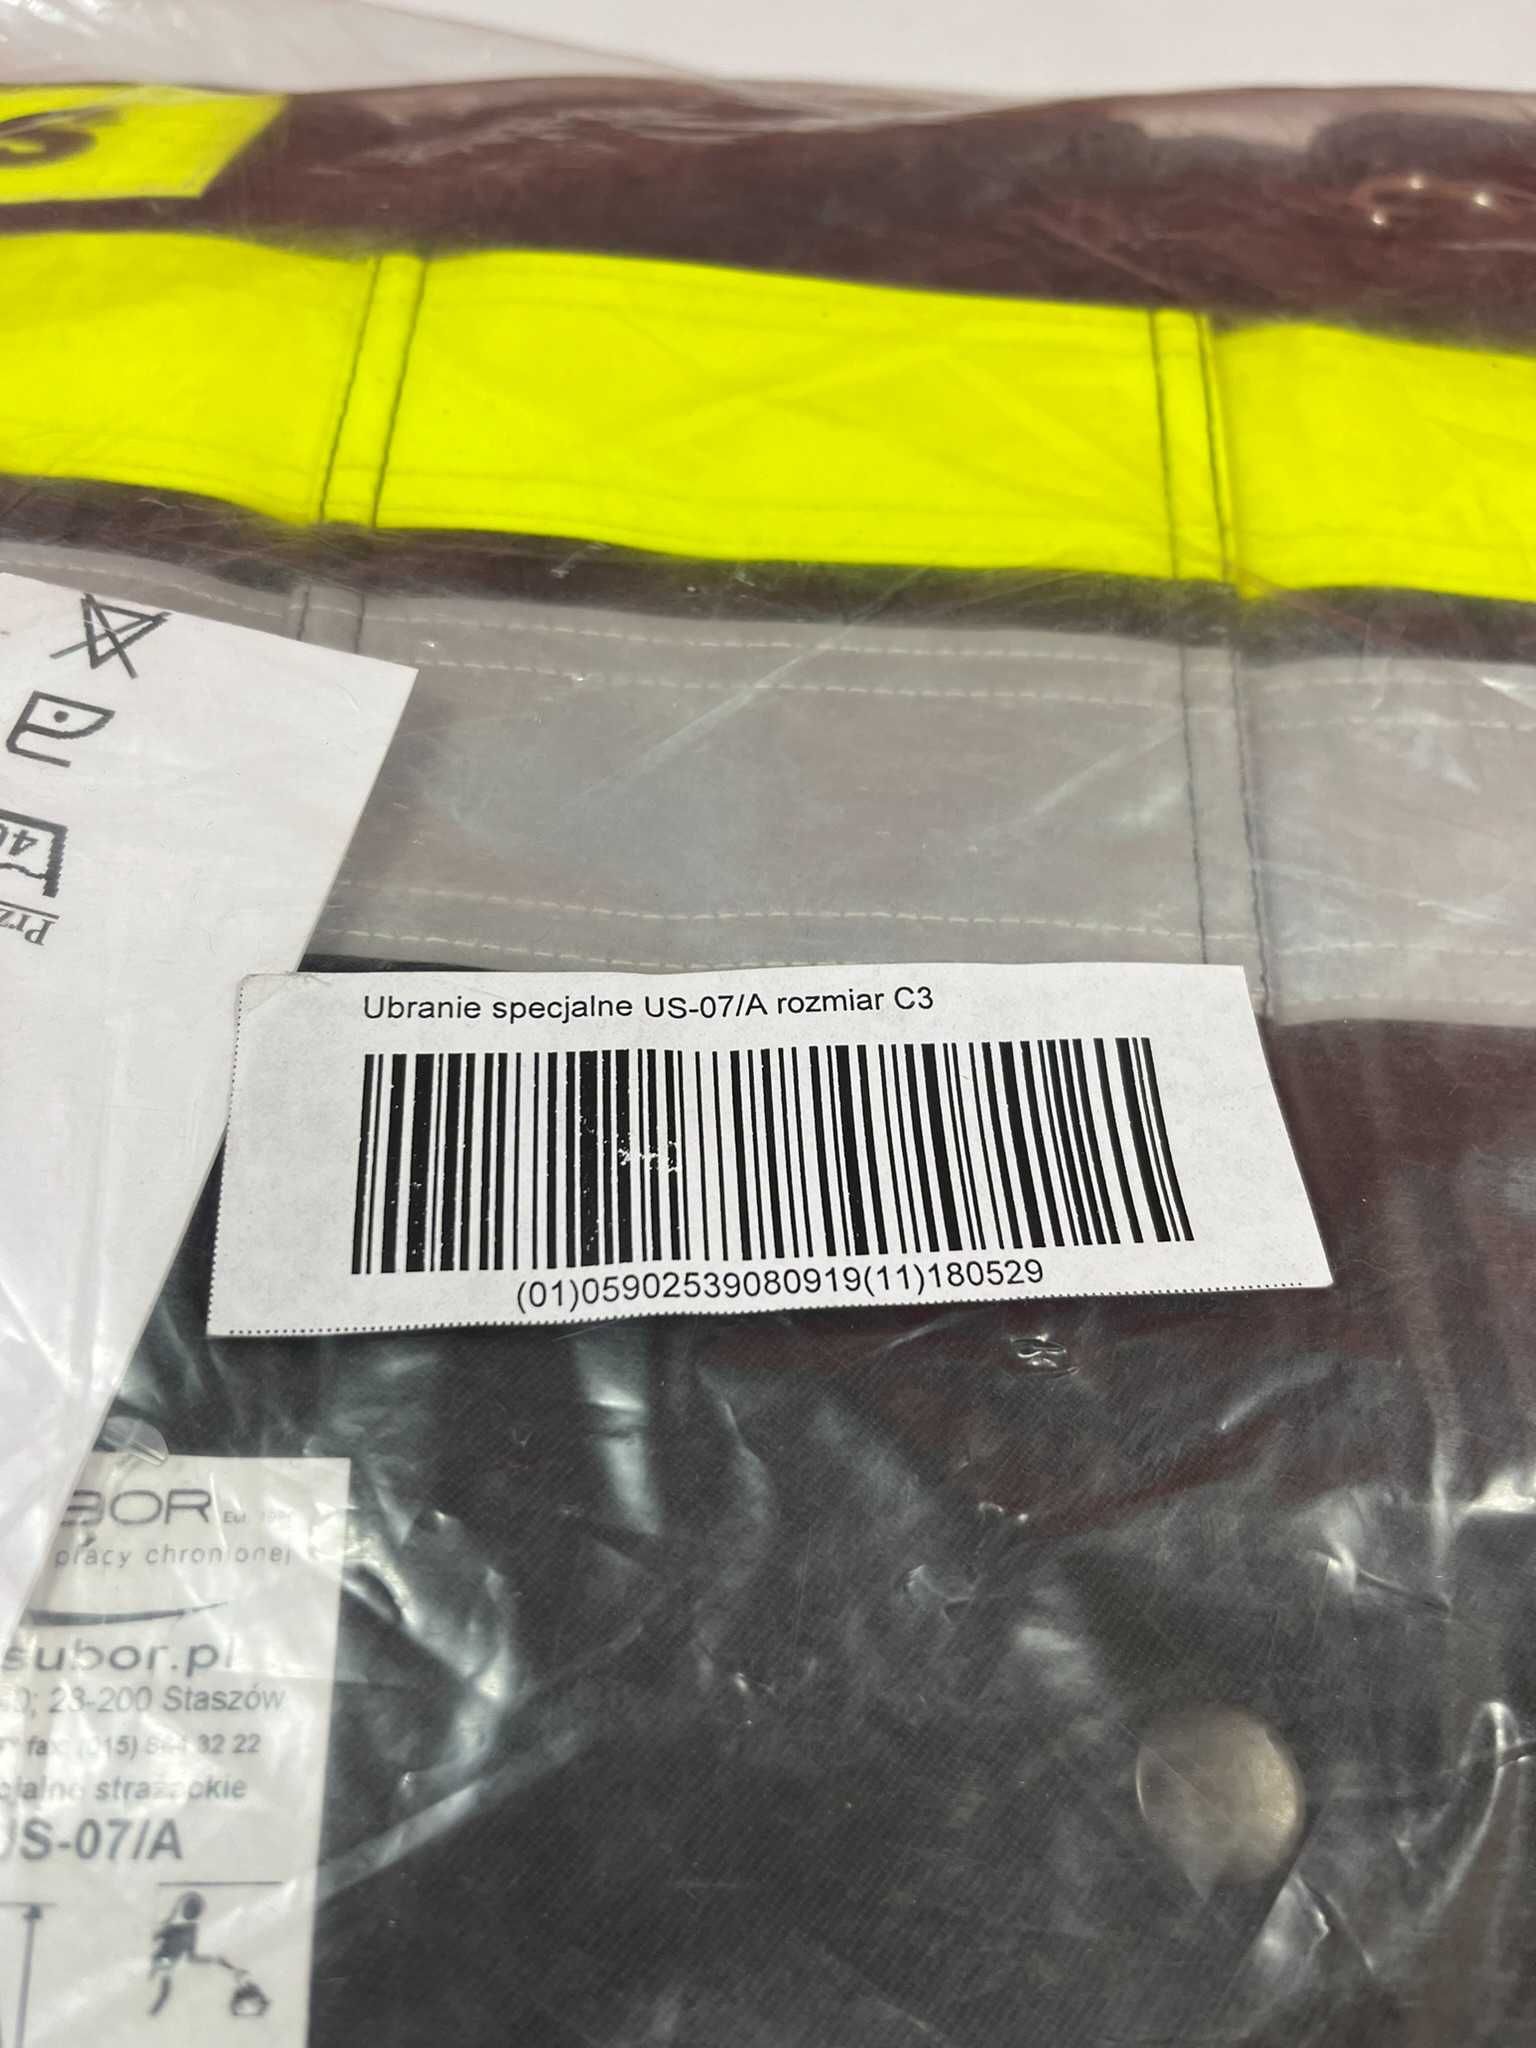 Ubranie specjalne US-07/A rozmiar C3
(01)05902539080919(11)180529
pracy chronionej
subor.pl
23-200 Staszów
fax (015) 864 32 22
strażackie
US-07/A